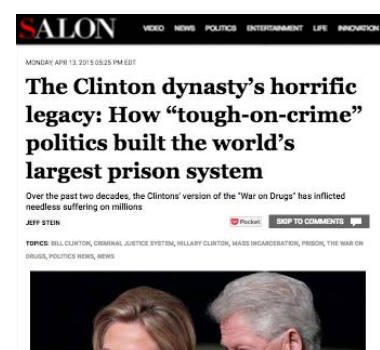 SALON VIDEO NEWS POLITICS ENTERTAINMENT LIFE INNOVATION
MONDAY, APR 13, 2015 05:25 PM EDT
The Clinton dynasty’s horrific
legacy: How “tough-on-crime”
politics built the world’s
largest prison system
Over the past two decades, the Clintons' version of the "War on Drugs" has inflicted
needless suffering on millions
JEFF STEIN Pocket SKIP TO COMMENTS
TOPICS: BILL CLINTON, CRIMINAL JUSTICE SYSTEM, HILLARY CLINTON, MASS INCARCERATION, PRISON, THE WAR ON
DRUGS, POLITICS NEWS, NEWS